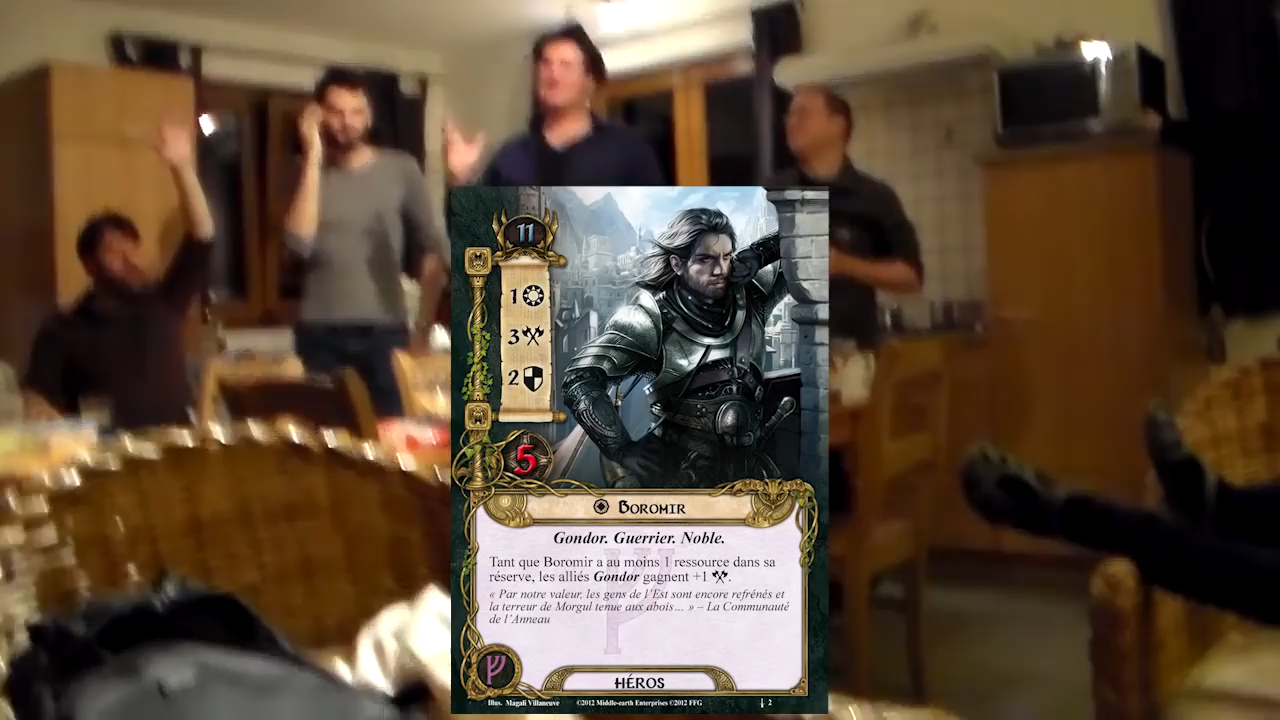 11
1
3
2
5
Boromir
Gondor. Guerrier. Noble.
Tant que Boromir a au moins 1 ressource dans sa
réserve, les alliés Gondor gagnent +1
« Par notre valeur, les gens de l'Est sont encore refrénés et
la terreur de Morgul tenue aux abois... » – La Communauté
de l'Anneau
HÉROS
Illus. Magali Villaneuve ©2012 Middle-earth Enterprises ©2012 FFG 2